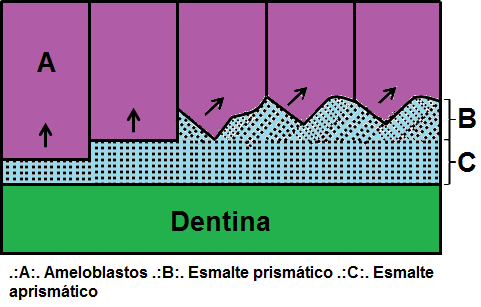 A
B
C
Dentina
.:A:. Ameloblastos .:B:. Esmalte prismático .:C:. Esmalte
aprismático